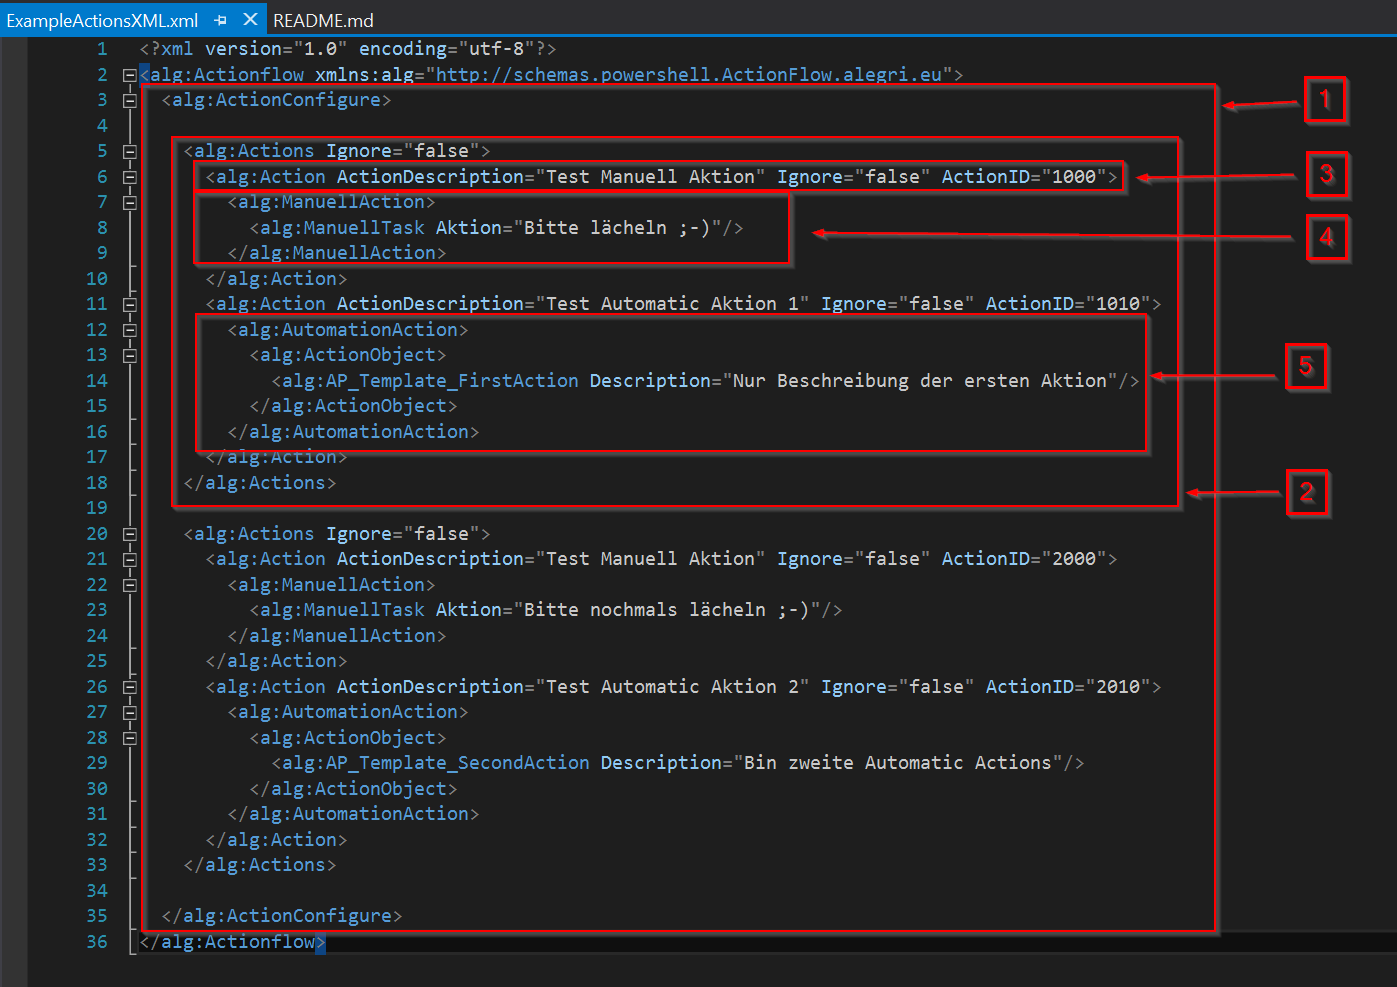 ExampleActionsXML.xml README.md
1 <?xml version="1.0" encoding="utf-8"?>
2 <alg:Actionflow xmlns:alg="http://schemas.powershell.ActionFlow.alegri.eu">
3 <alg:ActionConfigure> 1
4
5 <alg:Actions Ignore="false">
6 <alg:Action ActionDescription="Test Manuell Aktion" Ignore="false" ActionID="1000"> 3
7 <alg:ManuellAction>
8 <alg:ManuellTask Aktion="Bitte lächeln ;-)"/> 4
9 </alg:ManuellAction>
10 </alg:Action>
11 <alg:Action ActionDescription="Test Automatic Aktion 1" Ignore="false" ActionID="1010">
12 <alg:AutomationAction>
13 <alg:ActionObject> 5
14 <alg:AP_Template_FirstAction Description="Nur Beschreibung der ersten Aktion"/>
15 </alg:ActionObject>
16 </alg:AutomationAction>
17 </alg:Action>
18 </alg:Actions> 2
19
20 <alg:Actions Ignore="false">
21 <alg:Action ActionDescription="Test Manuell Aktion" Ignore="false" ActionID="2000">
22 <alg:ManuellAction>
23 <alg:ManuellTask Aktion="Bitte nochmals lächeln ;-)"/>
24 </alg:ManuellAction>
25 </alg:Action>
26 <alg:Action ActionDescription="Test Automatic Aktion 2" Ignore="false" ActionID="2010">
27 <alg:AutomationAction>
28 <alg:ActionObject>
29 <alg:AP_Template_SecondAction Description="Bin zweite Automatic Actions"/>
30 </alg:ActionObject>
31 </alg:AutomationAction>
32 </alg:Action>
33 </alg:Actions>
34
35 </alg:ActionConfigure>
36 </alg:Actionflow>